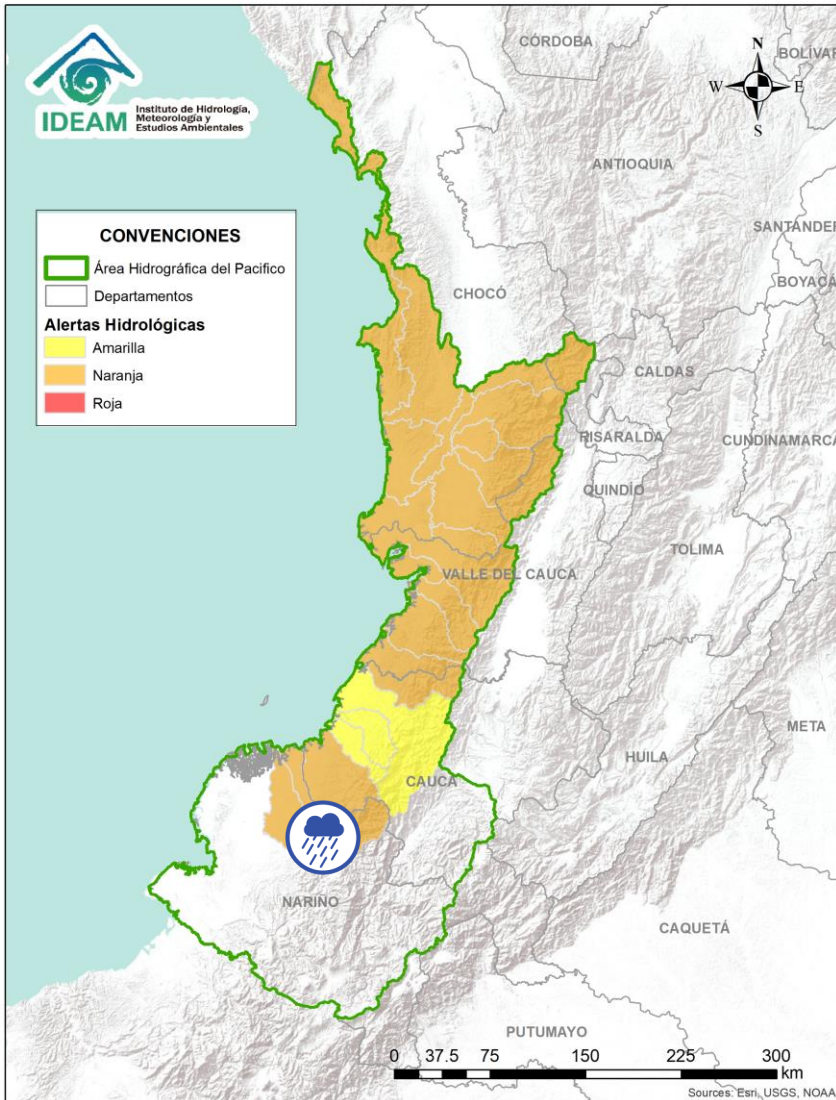 IDEAM
Instituto de Hidrología,
Meteorología y
Estudios Ambientales
CÓRDOBA
BOLÍVAR
N
W
E
S
ANTIOQUIA
SANTANDER
BOYACÁ
CONVENCIONES
Área Hidrográfica del Pacifico
Departamentos
Alertas Hidrológicas
Amarilla
Naranja
Roja
CHOCÓ
CALDAS
RISARALDA
CUNDINAMARCA
QUINDÍO
TOLIMA
VALLE DEL CAUCA
META
HUILA
CAUCA
NARIÑO
CAQUETÁ
PUTUMAYO
0 37.5 75 150 225 300
km
Sources: Esri, USGS, NOAA